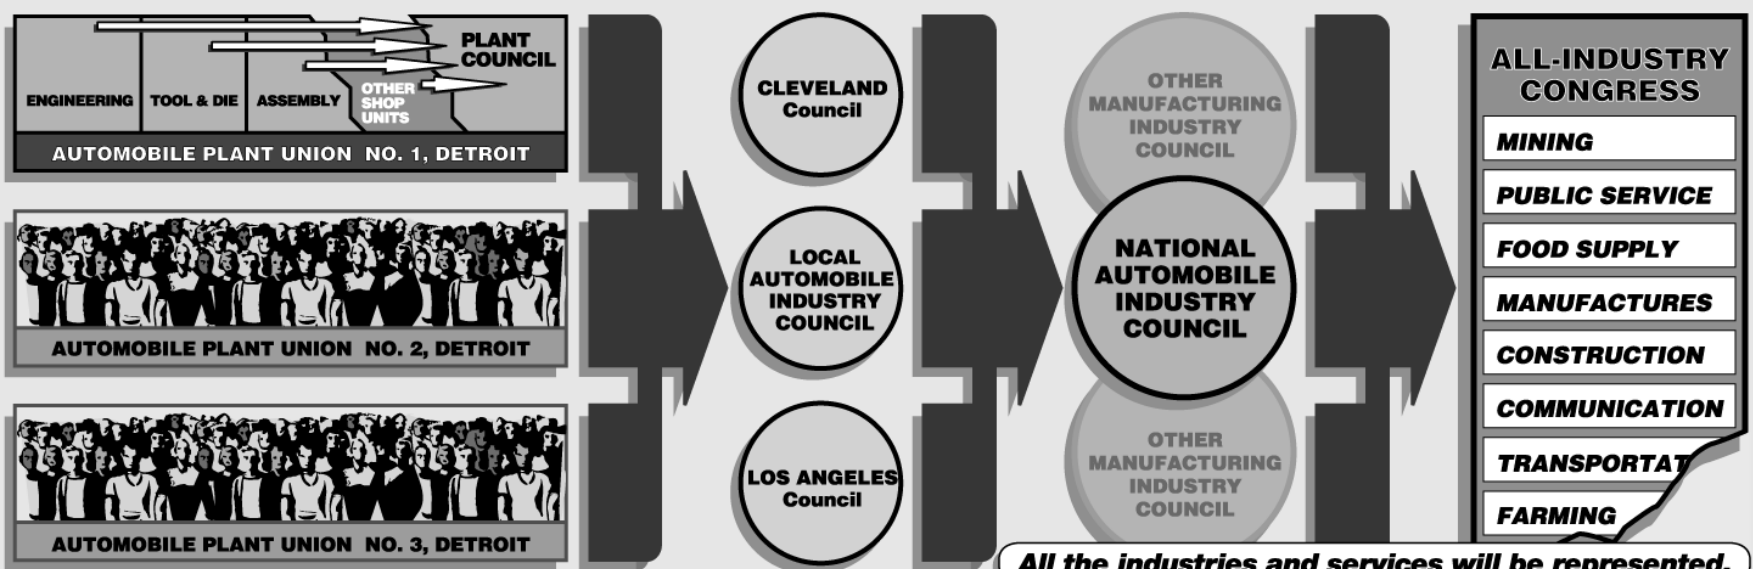 PLANT
COUNCIL
ENGINEERING
TOOL & DIE
ASSEMBLY
OTHER
SHOP
UNITS
AUTOMOBILE PLANT UNION NO. 1, DETROIT
AUTOMOBILE PLANT UNION NO. 2, DETROIT
AUTOMOBILE PLANT UNION NO. 3, DETROIT
CLEVELAND
Council
LOCAL
AUTOMOBILE
INDUSTRY
COUNCIL
LOS ANGELES
Council
OTHER
MANUFACTURING
INDUSTRY
COUNCIL
NATIONAL
AUTOMOBILE
INDUSTRY
COUNCIL
OTHER
MANUFACTURING
INDUSTRY
COUNCIL
ALL-INDUSTRY
CONGRESS
MINING
PUBLIC SERVICE
FOOD SUPPLY
MANUFACTURES
CONSTRUCTION
COMMUNICATION
TRANSPORTAT
FARMING
All the industries and services will be represented.